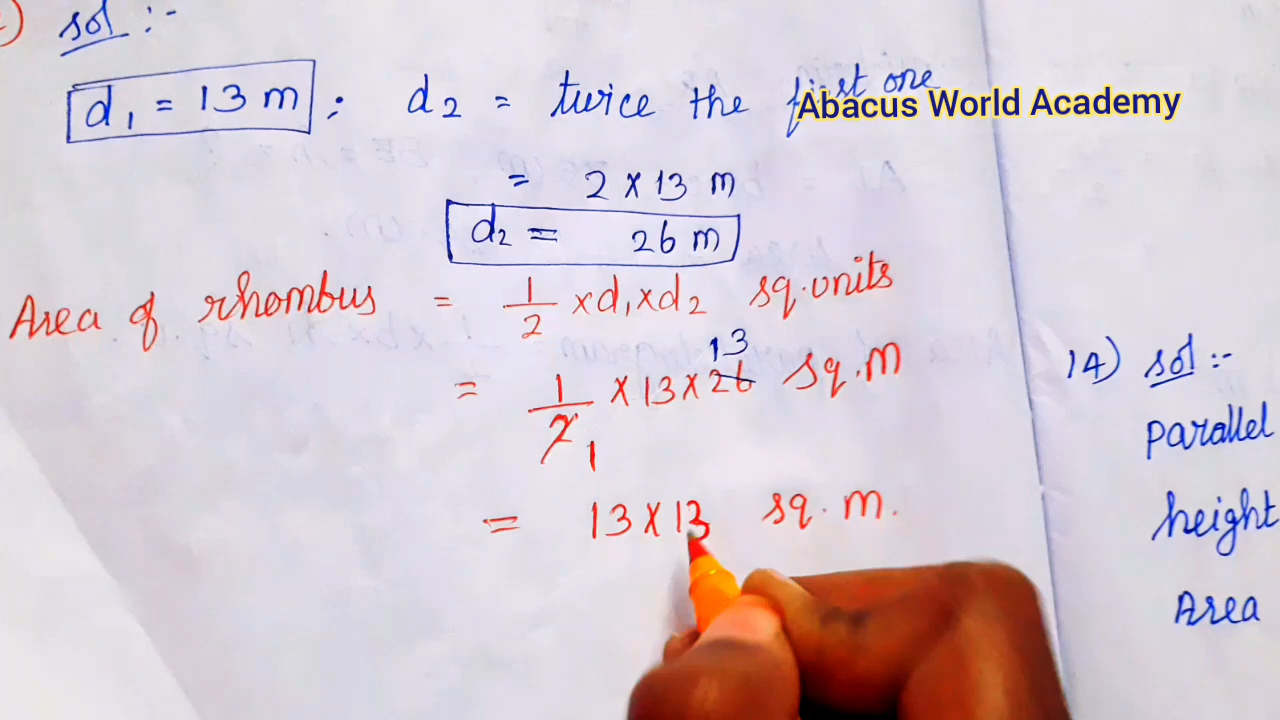 sol :-
d1 = 13 m ; d2 = twice the first one
Abacus World Academy
= 2 x 13 m
d2 = 26 m
Area of rhombus = 1/2 x d1 x d2 sq.units
13
= 1/2 x 13 x 26 sq.m
1
= 13 x 13 sq.m.
14) sol :-
parallel
height
Area